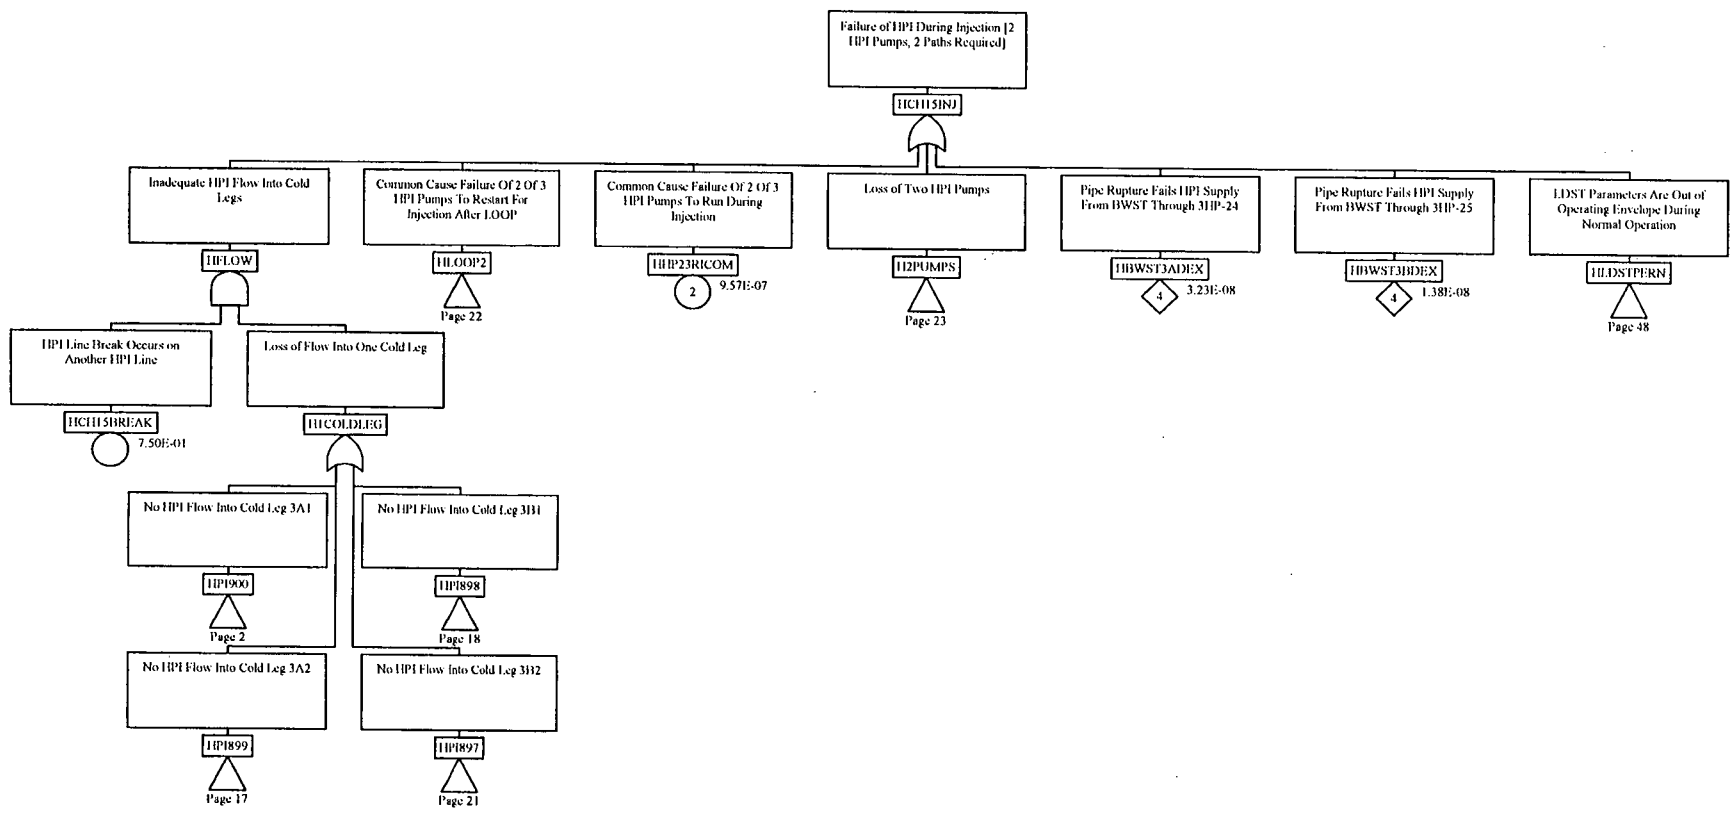 Failure of HPI During Injection [2
HPI Pumps, 2 Paths Required]
HCH15INJ
Inadequate HPI Flow Into Cold
Legs
HFLOW
Common Cause Failure Of 2 Of 3
HPI Pumps To Restart For
Injection After LOOP
HLOOP2
Page 22
Common Cause Failure Of 2 Of 3
HPI Pumps To Run During
Injection
HHP23RICOM
2
9.57E-07
Loss of Two HPI Pumps
H2PUMPS
Page 23
Pipe Rupture Fails HPI Supply
From BWST Through 3HP-24
HBWST3ADEX
4
3.23E-08
Pipe Rupture Fails HPI Supply
From BWST Through 3HP-25
HBWST3BDEX
4
1.38E-08
LDST Parameters Are Out of
Operating Envelope During
Normal Operation
HLDSTPERN
Page 48
HPI Line Break Occurs on
Another HPI Line
HCH15BREAK
7.50E-01
Loss of Flow Into One Cold Leg
H1COLDLEG
No HPI Flow Into Cold Leg 3A1
HPI900
Page 2
No HPI Flow Into Cold Leg 3B1
HPI898
Page 18
No HPI Flow Into Cold Leg 3A2
HPI899
Page 17
No HPI Flow Into Cold Leg 3B2
HPI897
Page 21